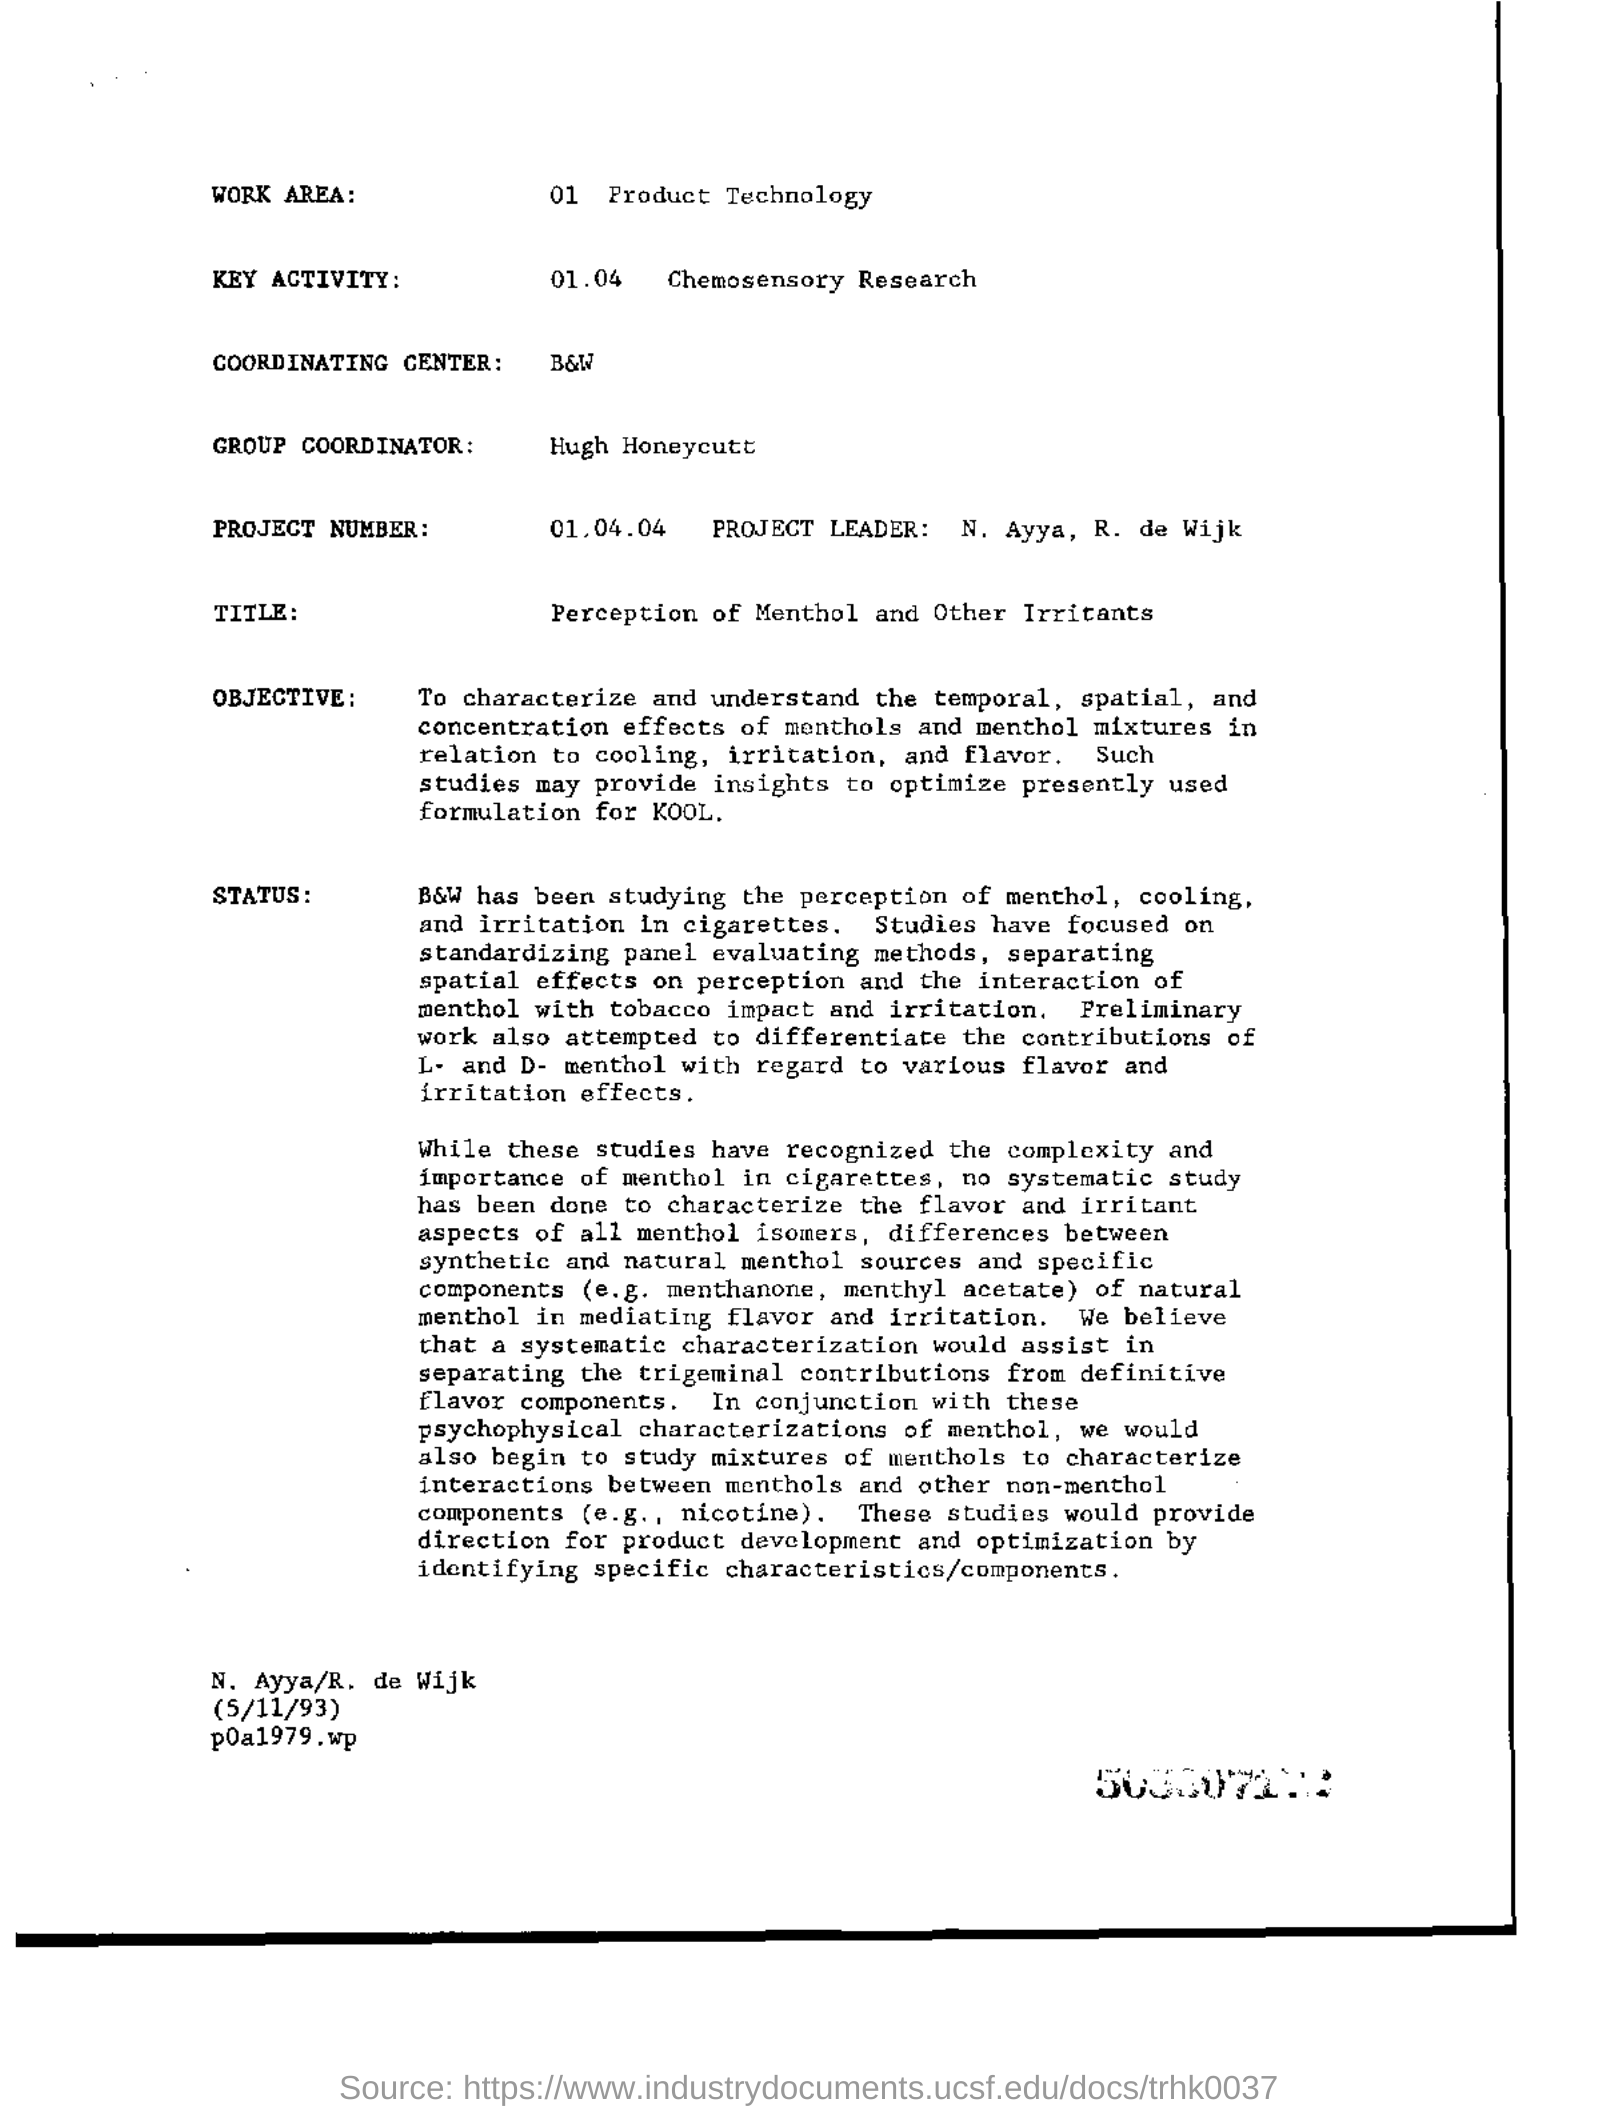 WORK AREA: 01 Product Technology
KEY ACTIVITY: 01.04 Chemosensory Research
COORDINATING CENTER: B&W
GROUP COORDINATOR: Hugh Honeycutt
PROJECT NUMBER: 01.04.04 PROJECT LEADER: N. Ayya, R. de Wijk
TITLE: Perception of Menthol and Other Irritants
OBJECTIVE: To characterize and understand the temporal, spatial, and
concentration effects of menthols and menthol mixtures in
relation to cooling, irritation, and flavor. Such
studies may provide insights to optimize presently used
formulation for KOOL.
STATUS: B&W has been studying the perception of menthol, cooling,
and irritation in cigarettes. Studies have focused on
standardizing panel evaluating methods, separating
spatial effects on perception and the interaction of
menthol with tobacco impact and irritation. Preliminary
work also attempted to differentiate the contributions of
L- and D- menthol with regard to various flavor and
irritation effects.
While these studies have recognized the complexity and
importance of menthol in cigarettes, no systematic study
has been done to characterize the flavor and irritant
aspects of all menthol isomers, differences between
synthetic and natural menthol sources and specific
components (e.g. menthanone, menthyl acetate) of natural
menthol in mediating flavor and irritation. We believe
that a systematic characterization would assist in
separating the trigeminal contributions from definitive
flavor components. In conjunction with these
psychophysical characterizations of menthol, we would
also begin to study mixtures of menthols to characterize
interactions between menthols and other non-menthol
components (e.g., nicotine). These studies would provide
direction for product development and optimization by
identifying specific characteristics/components.
N. Ayya/R. de Wijk
(5/11/93)
p0a1979.wp
Source: https://www.industrydocuments.ucsf.edu/docs/trhk0037